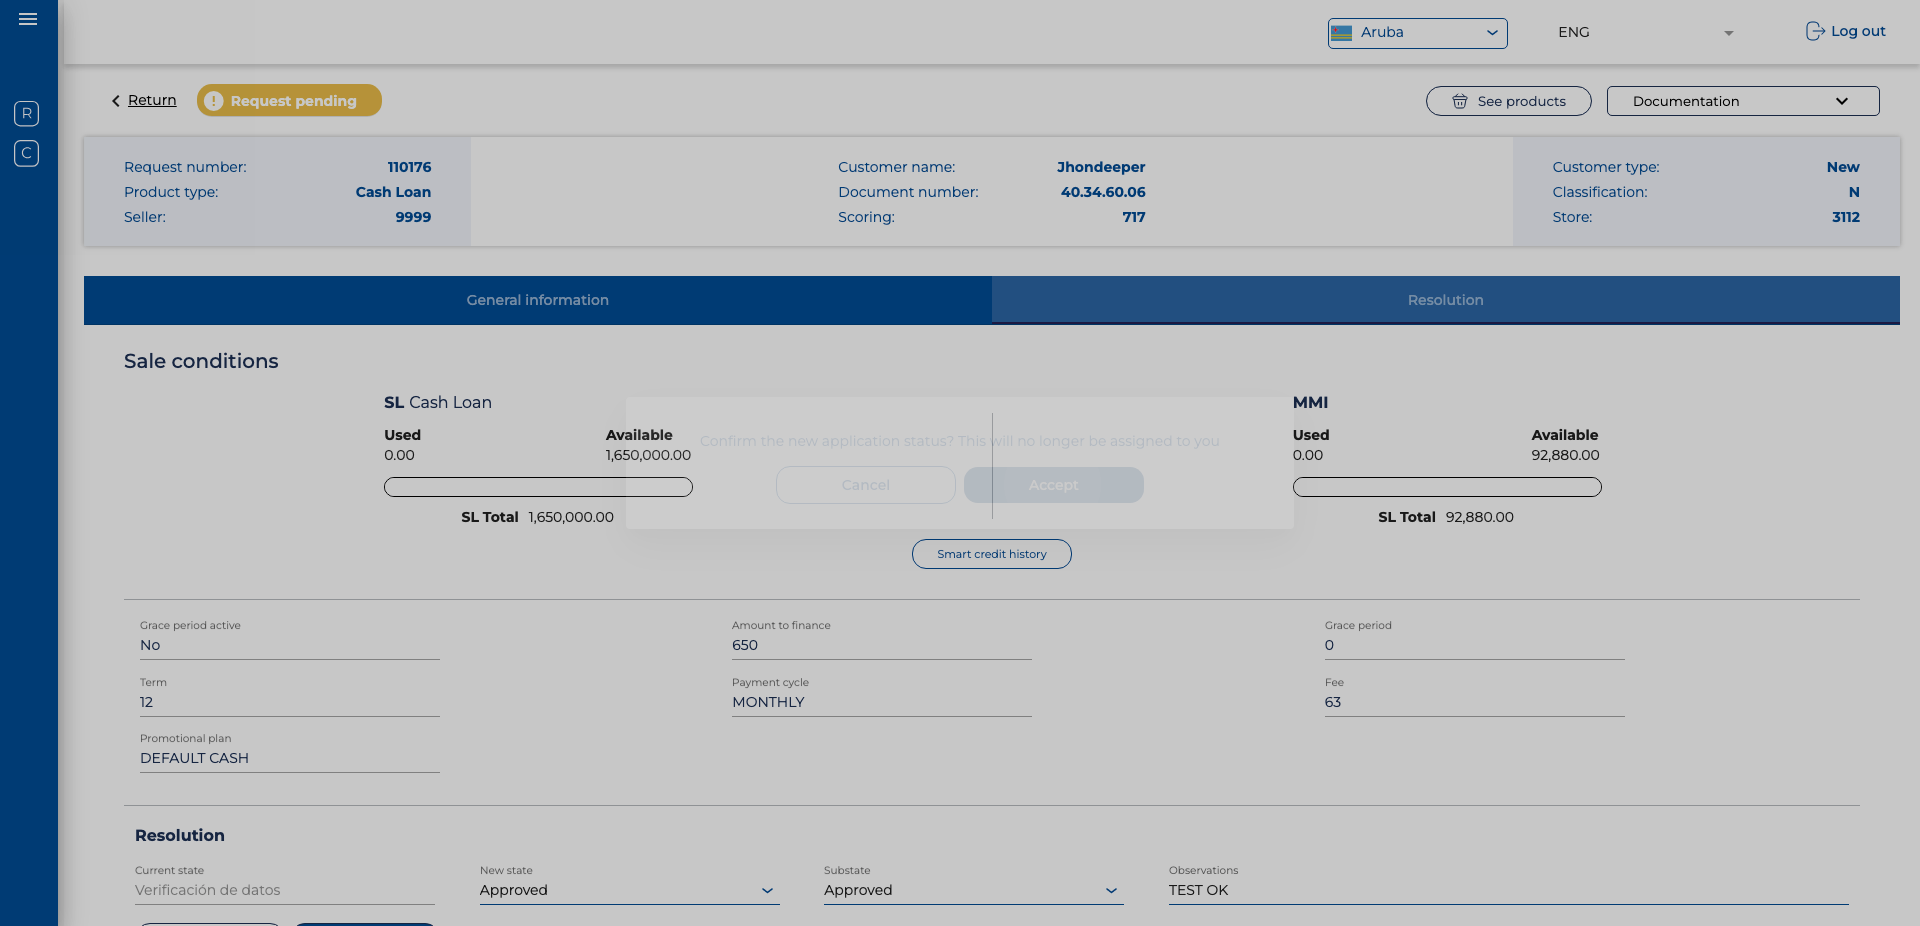 Aruba
ENG
Log out
R
C
Return
Request pending
See products
Documentation
Request number: 110176
Product type: Cash Loan
Seller: 9999
Customer name: Jhondeeper
Document number: 40.34.60.06
Scoring: 717
Customer type: New
Classification: N
Store: 3112
General information
Resolution
Sale conditions
SL Cash Loan
Used Available
0.00 1,650,000.00
SL Total 1,650,000.00
Confirm the new application status? This will no longer be assigned to you
Cancel
Accept
MMI
Used Available
0.00 92,880.00
SL Total 92,880.00
Smart credit history
Grace period active
No
Amount to finance
650
Grace period
0
Term
12
Payment cycle
MONTHLY
Fee
63
Promotional plan
DEFAULT CASH
Resolution
Current state
Verificación de datos
New state
Approved
Substate
Approved
Observations
TEST OK